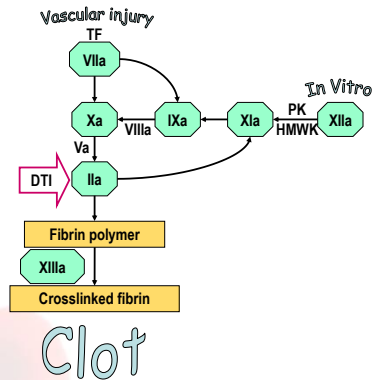 Vascular injury
TF
VIIa
In Vitro
Xa
VIIIa
IXa
XIa
PK
HMWK
XIIa
Va
DTI
IIa
Fibrin polymer
XIIIa
Crosslinked fibrin
Clot